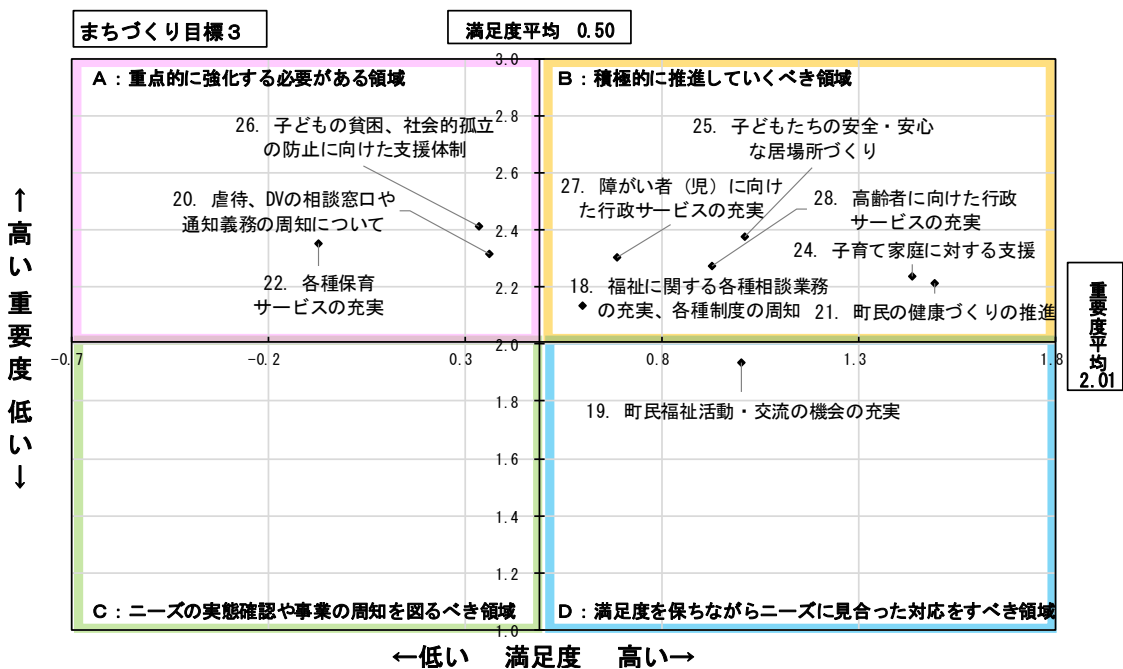 まちづくり目標３
満足度平均 0.50
3.0
A：重点的に強化する必要がある領域
B：積極的に推進していくべき領域
2.8
26. 子どもの貧困、社会的孤立
の防止に向けた支援体制
25. 子どもたちの安全・安心
な居場所づくり
2.6
27. 障がい者（児）に向け
た行政サービスの充実
20. 虐待、DVの相談窓口や
通知義務の周知について
28. 高齢者に向けた行政
サービスの充実
2.4
24. 子育て家庭に対する支援
22. 各種保育
サービスの充実
2.2
18. 福祉に関する各種相談業務
の充実、各種制度の周知
21. 町民の健康づくりの推進
2.0
-0.7
-0.2
0.3
0.8
1.3
1.8
重要度平均
2.01
1.8
19. 町民福祉活動・交流の機会の充実
1.6
1.4
1.2
C：ニーズの実態確認や事業の周知を図るべき領域
D：満足度を保ちながらニーズに見合った対応をすべき領域
1.0
↑高い 重要度 低い↓
←低い 満足度 高い→